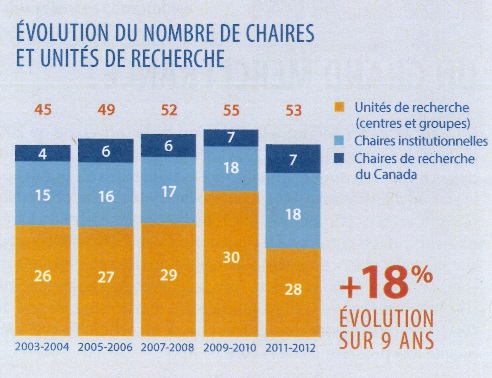 ÉVOLUTION DU NOMBRE DE CHAIRES
ET UNITÉS DE RECHERCHE
45 49 52 55 53
Unités de recherche
(centres et groupes)
Chaires institutionnelles
Chaires de recherche
du Canada
4 6 6 7 7
15 16 17 18 18
26 27 29 30 28
2003-2004 2005-2006 2007-2008 2009-2010 2011-2012
+18%
ÉVOLUTION
SUR 9 ANS